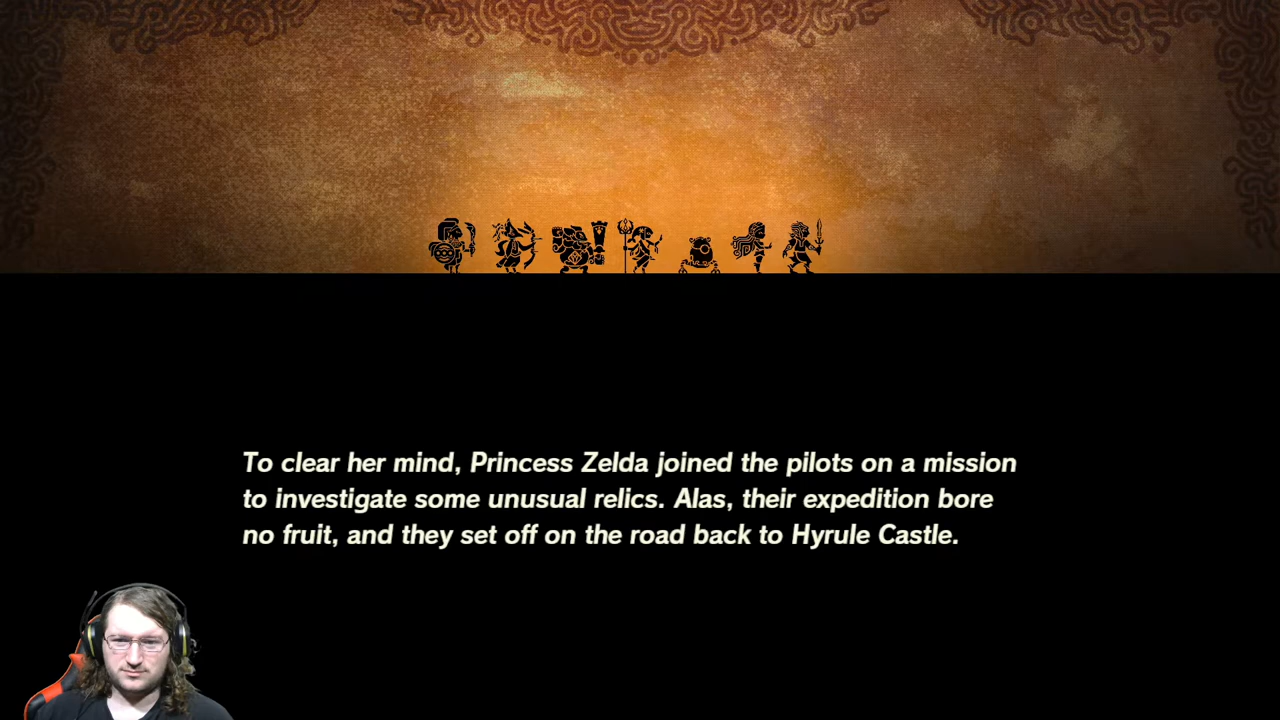 To clear her mind, Princess Zelda joined the pilots on a mission
to investigate some unusual relics. Alas, their expedition bore
no fruit, and they set off on the road back to Hyrule Castle.